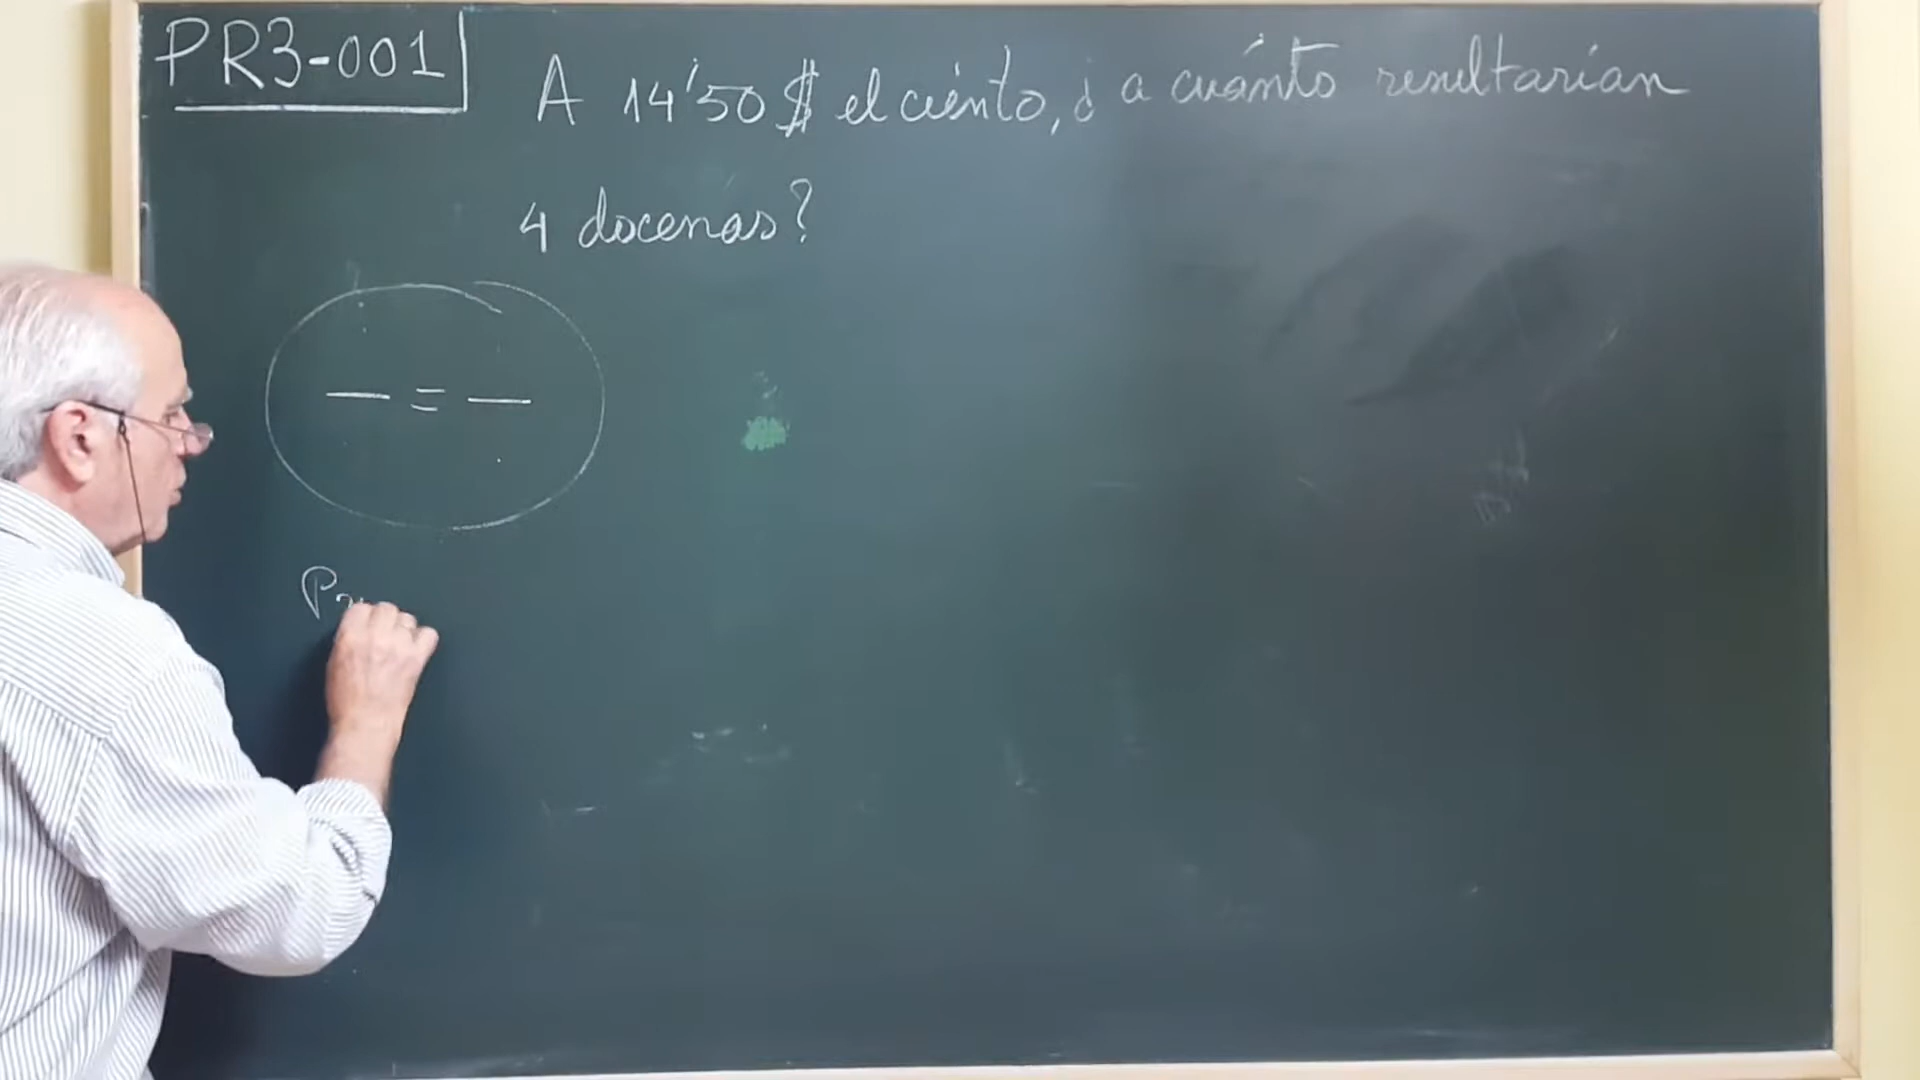 PR3-001
A 14'50 $ el ciento, ¿a cuánto resultarían
4 docenas?
— = —